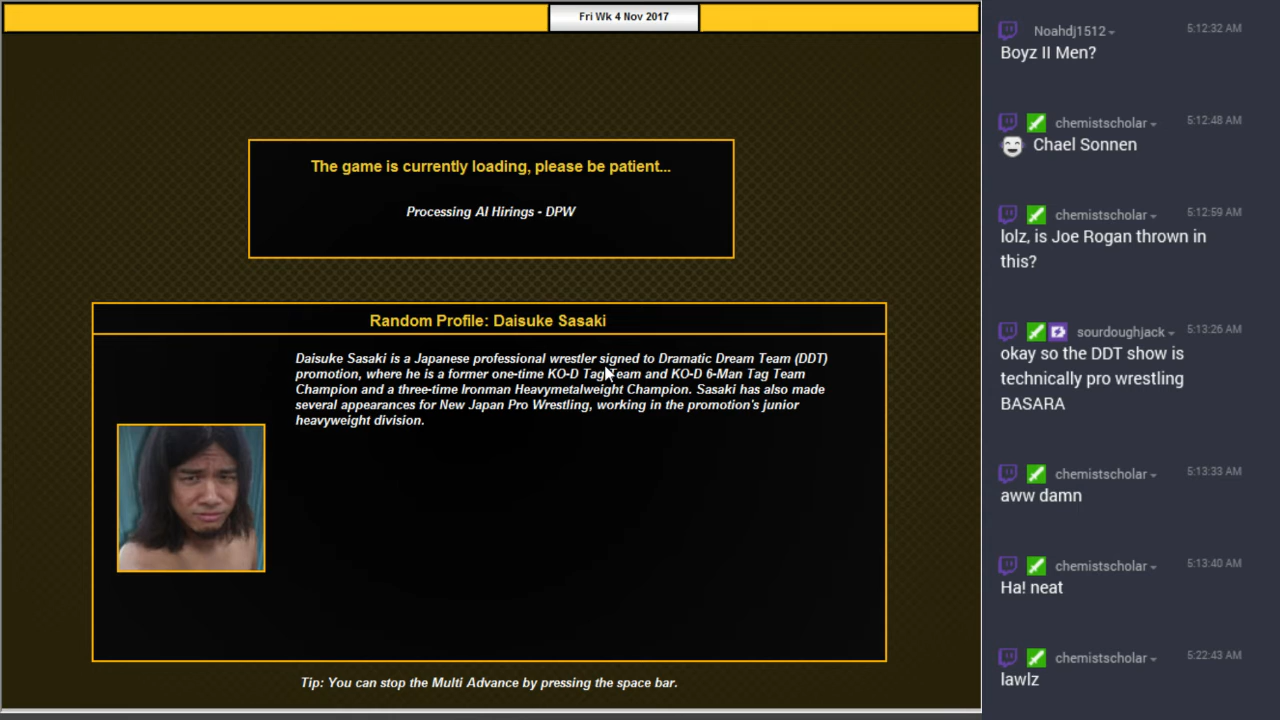 Fri Wk 4 Nov 2017
The game is currently loading, please be patient...
Processing AI Hirings - DPW
Random Profile: Daisuke Sasaki
Daisuke Sasaki is a Japanese professional wrestler signed to Dramatic Dream Team (DDT)
promotion, where he is a former one-time KO-D Tag Team and KO-D 6-Man Tag Team
Champion and a three-time Ironman Heavymetalweight Champion. Sasaki has also made
several appearances for New Japan Pro Wrestling, working in the promotion's junior
heavyweight division.
Tip: You can stop the Multi Advance by pressing the space bar.
Noahdj1512 5:12:32 AM
Boyz II Men?
chemistscholar 5:12:48 AM
Chael Sonnen
chemistscholar 5:12:59 AM
lolz, is Joe Rogan thrown in
this?
sourdoughjack 5:13:26 AM
okay so the DDT show is
technically pro wrestling
BASARA
chemistscholar 5:13:33 AM
aww damn
chemistscholar 5:13:40 AM
Ha! neat
chemistscholar 5:22:43 AM
lawlz